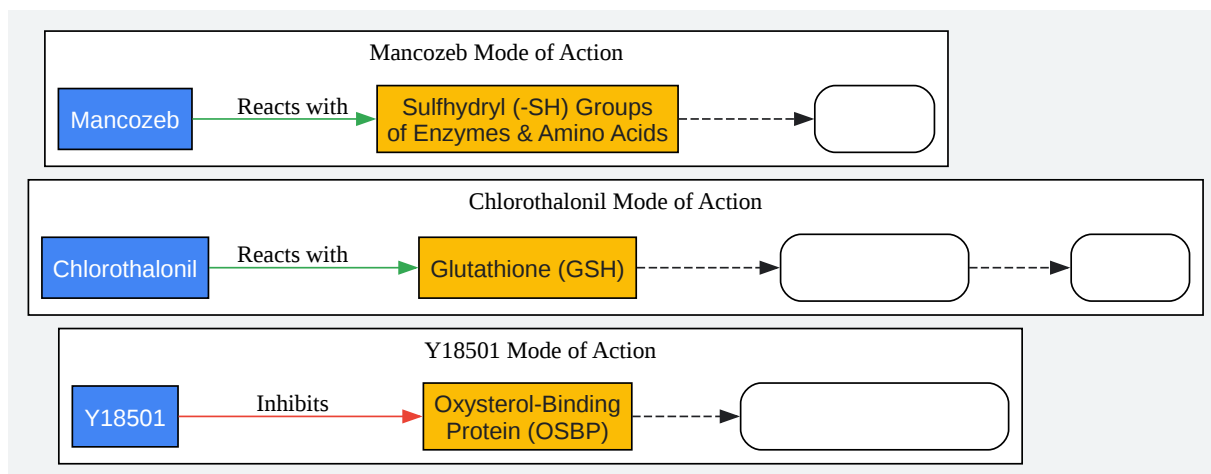 Mancozeb Mode of Action
Mancozeb
Reacts with
Sulfhydryl (-SH) Groups
of Enzymes & Amino Acids
Chlorothalonil Mode of Action
Chlorothalonil
Reacts with
Glutathione (GSH)
Y18501 Mode of Action
Y18501
Inhibits
Oxysterol-Binding
Protein (OSBP)